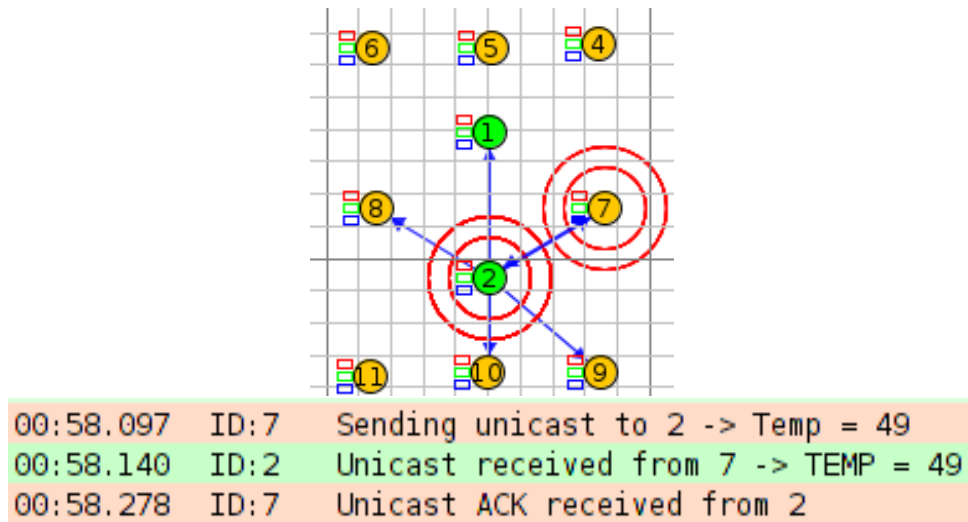 6 5 4
1
8 7
2
11 10 9
00:58.097 ID:7 Sending unicast to 2 -> Temp = 49
00:58.140 ID:2 Unicast received from 7 -> TEMP = 49
00:58.278 ID:7 Unicast ACK received from 2